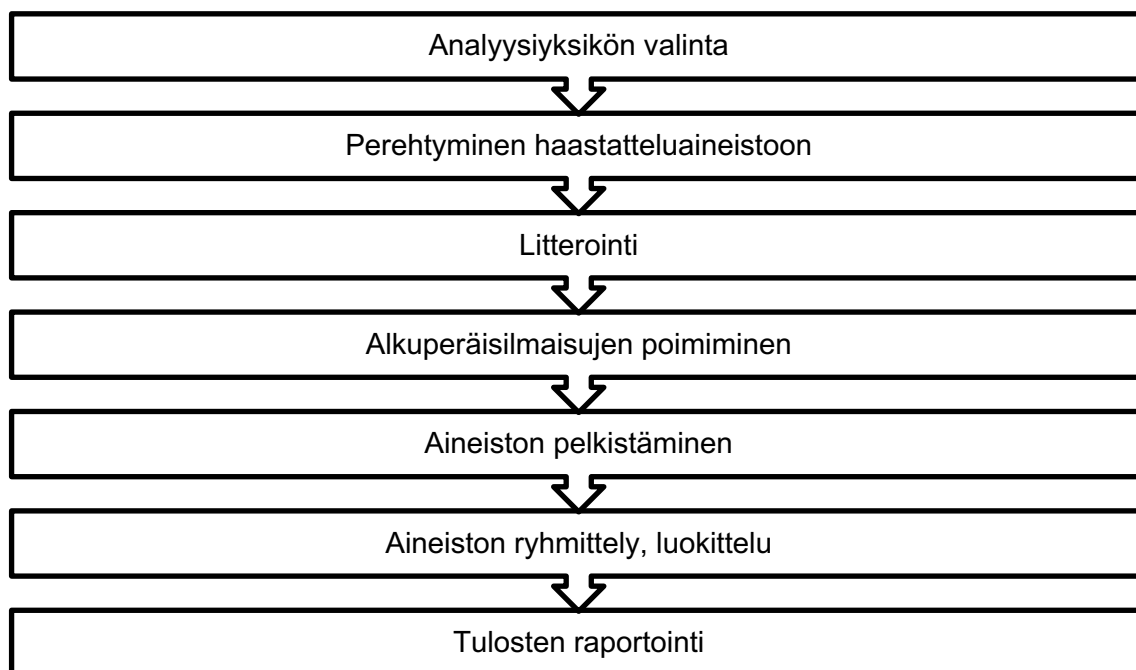 Analyysiyksikön valinta
Perehtyminen haastatteluaineistoon
Litterointi
Alkuperäisilmaisujen poimiminen
Aineiston pelkistäminen
Aineiston ryhmittely, luokittelu
Tulosten raportointi